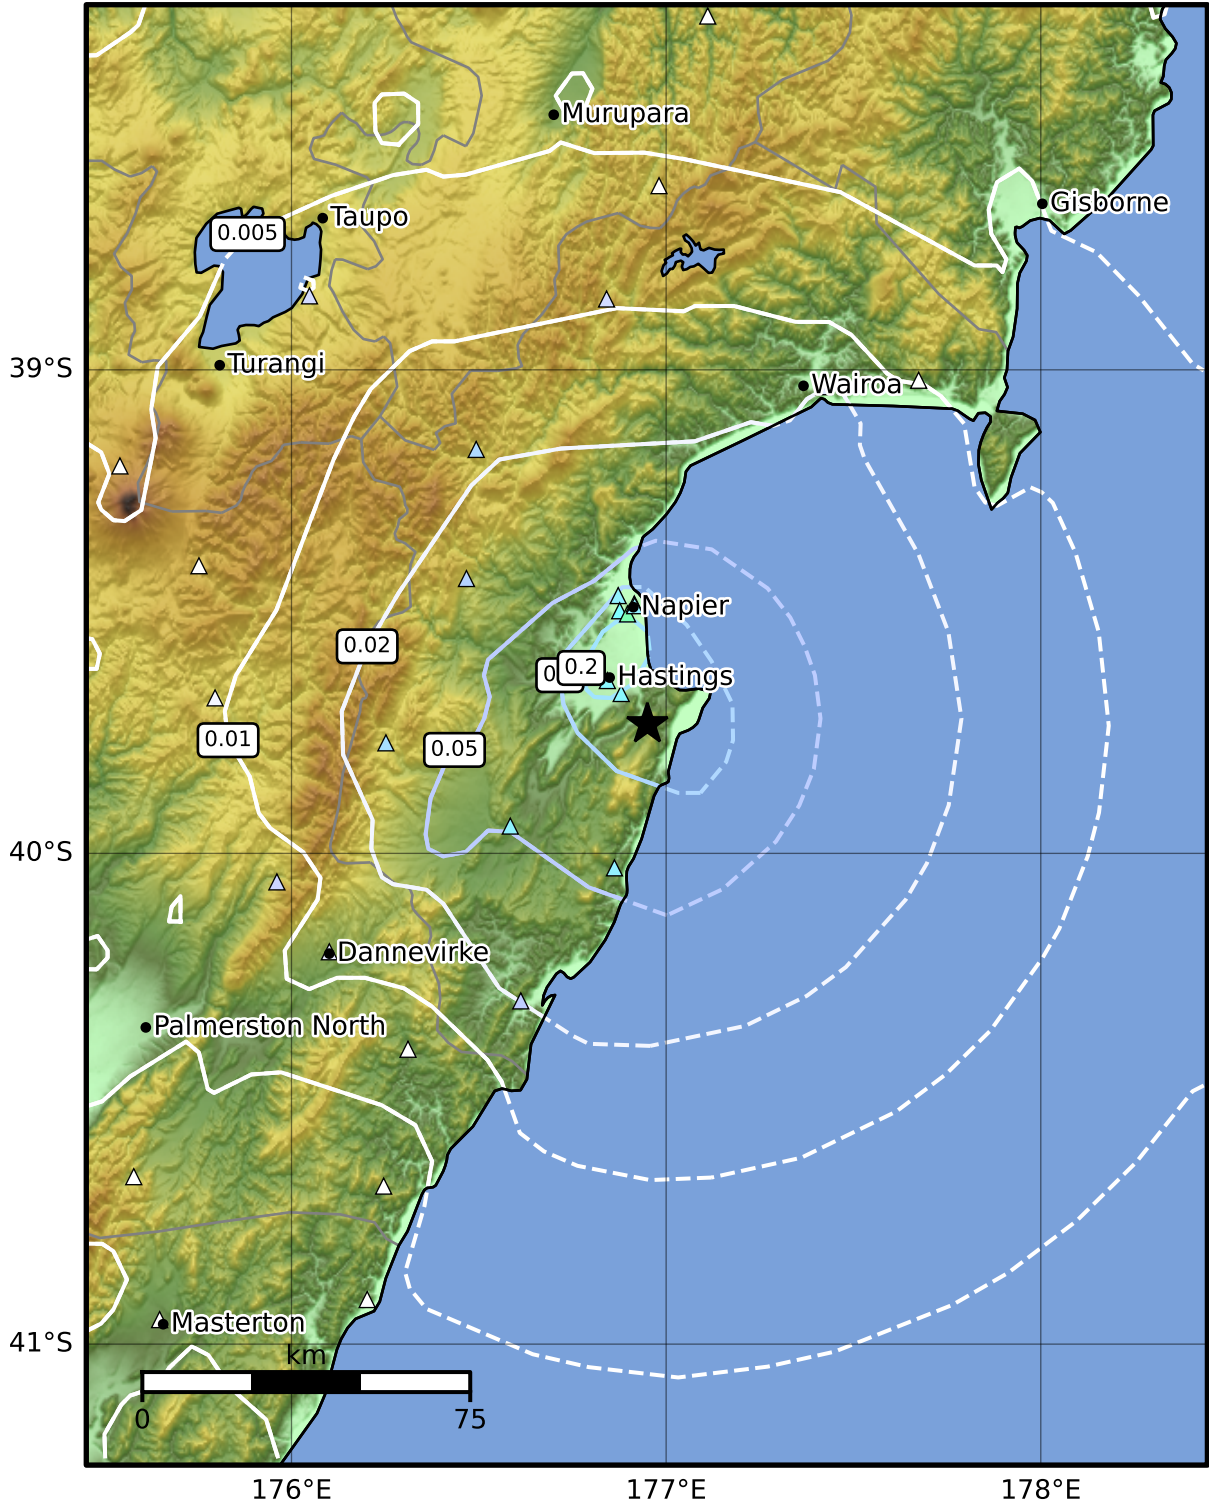 Murupara
Gisborne
Taupo
0.005
Turangi
39°S
Wairoa
Napier
0.02
0.2
Hastings
0.01
0.05
40°S
Dannevirke
Palmerston North
Masterton
41°S
km
0 75
176°E 177°E 178°E